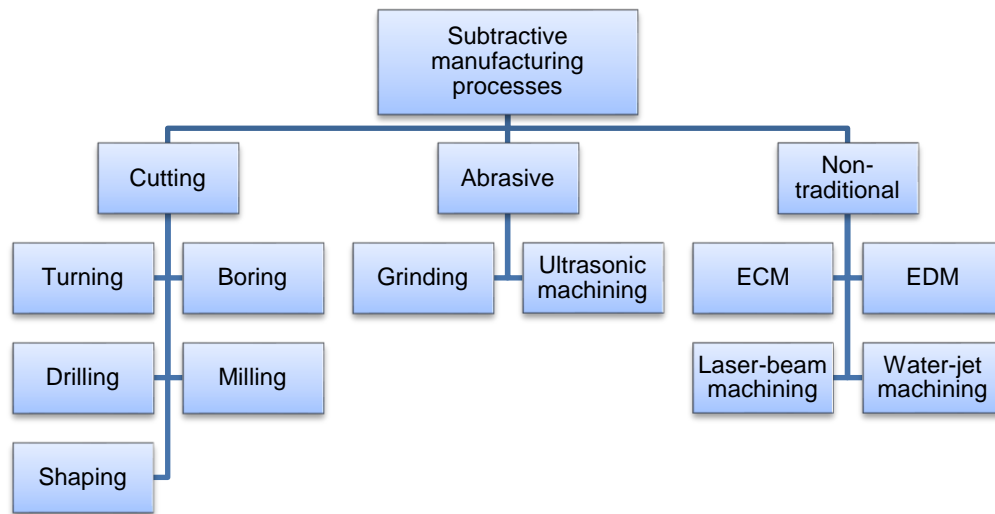 Subtractive
manufacturing
processes
Cutting
Abrasive
Non-
traditional
Turning
Boring
Grinding
Ultrasonic
machining
ECM
EDM
Drilling
Milling
Laser-beam
machining
Water-jet
machining
Shaping